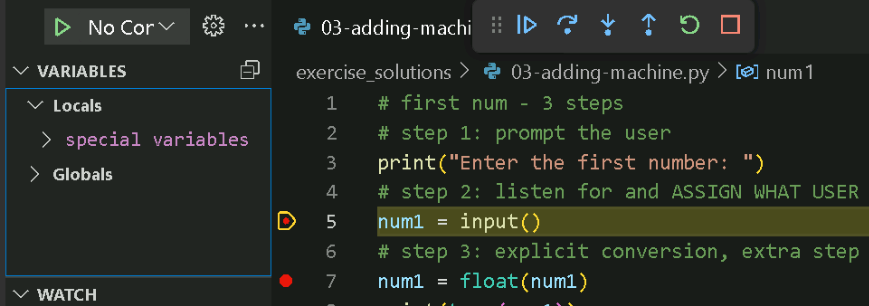 No Cor
03-adding-machi
VARIABLES
exercise_solutions > 03-adding-machine.py > num1
Locals
special variables
Globals
1 # first num - 3 steps
2 # step 1: prompt the user
3 print("Enter the first number: ")
4 # step 2: listen for and ASSIGN WHAT USER
5 num1 = input()
6 # step 3: explicit conversion, extra step
7 num1 = float(num1)
WATCH